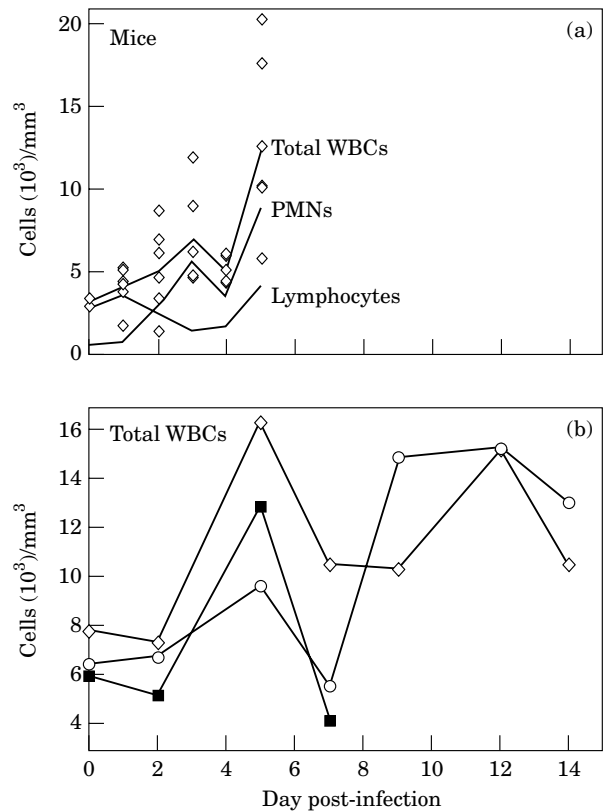 Mice
(a)
20
15
10
5
0
Cells (10³)/mm³
Total WBCs
PMNs
Lymphocytes
Total WBCs
(b)
16
14
12
10
8
6
4
Cells (10³)/mm³
0 2 4 6 8 10 12 14
Day post-infection